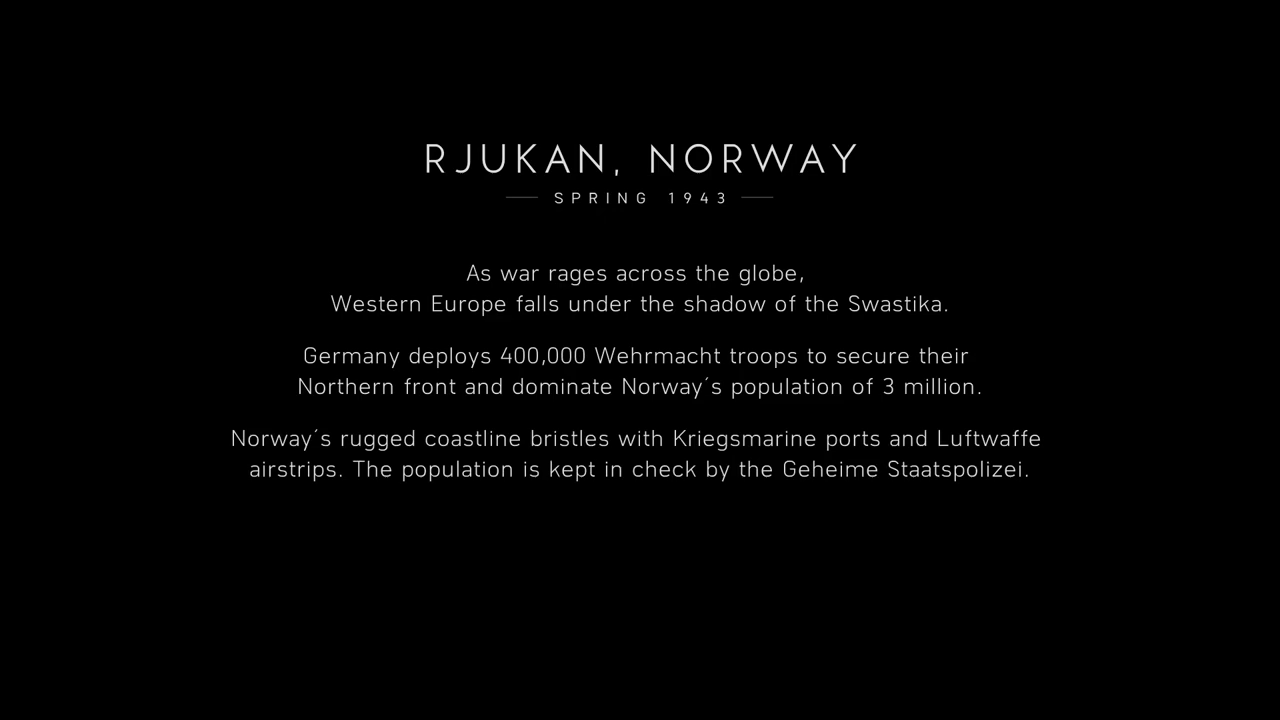 RJUKAN, NORWAY
SPRING 1943
As war rages across the globe,
Western Europe falls under the shadow of the Swastika.
Germany deploys 400,000 Wehrmacht troops to secure their
Northern front and dominate Norway´s population of 3 million.
Norway´s rugged coastline bristles with Kriegsmarine ports and Luftwaffe
airstrips. The population is kept in check by the Geheime Staatspolizei.